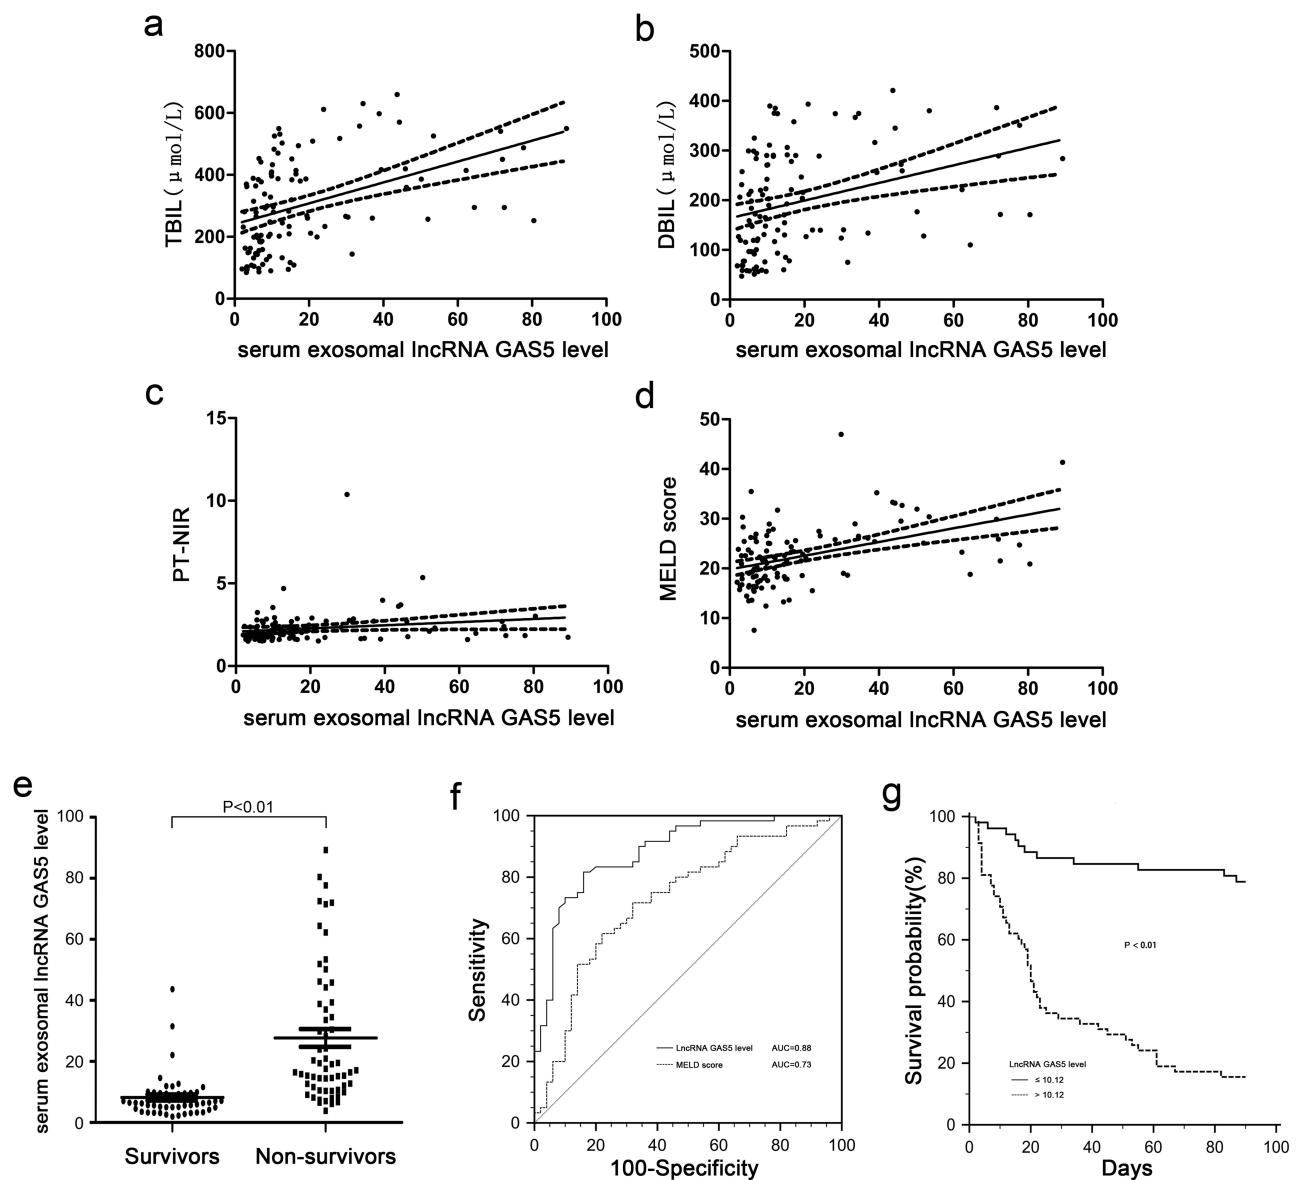 a
800
600
400
200
0
TBIL(μmol/L)
0 20 40 60 80 100
serum exosomal lncRNA GAS5 level
b
500
400
300
200
100
0
DBIL(μmol/L)
0 20 40 60 80 100
serum exosomal lncRNA GAS5 level
c
15
10
5
0
PT-NIR
0 20 40 60 80 100
serum exosomal lncRNA GAS5 level
d
50
40
30
20
10
0
MELD score
0 20 40 60 80 100
serum exosomal lncRNA GAS5 level
e
P<0.01
100
80
60
40
20
0
serum exosomal lncRNA GAS5 level
Survivors Non-survivors
f
100
80
60
40
20
0
Sensitivity
LncRNA GAS5 level AUC=0.88
MELD score AUC=0.73
0 20 40 60 80 100
100-Specificity
g
100
80
60
40
20
0
Survival probability(%)
P < 0.01
LncRNA GAS5 level
≤ 10.12
> 10.12
0 20 40 60 80 100
Days